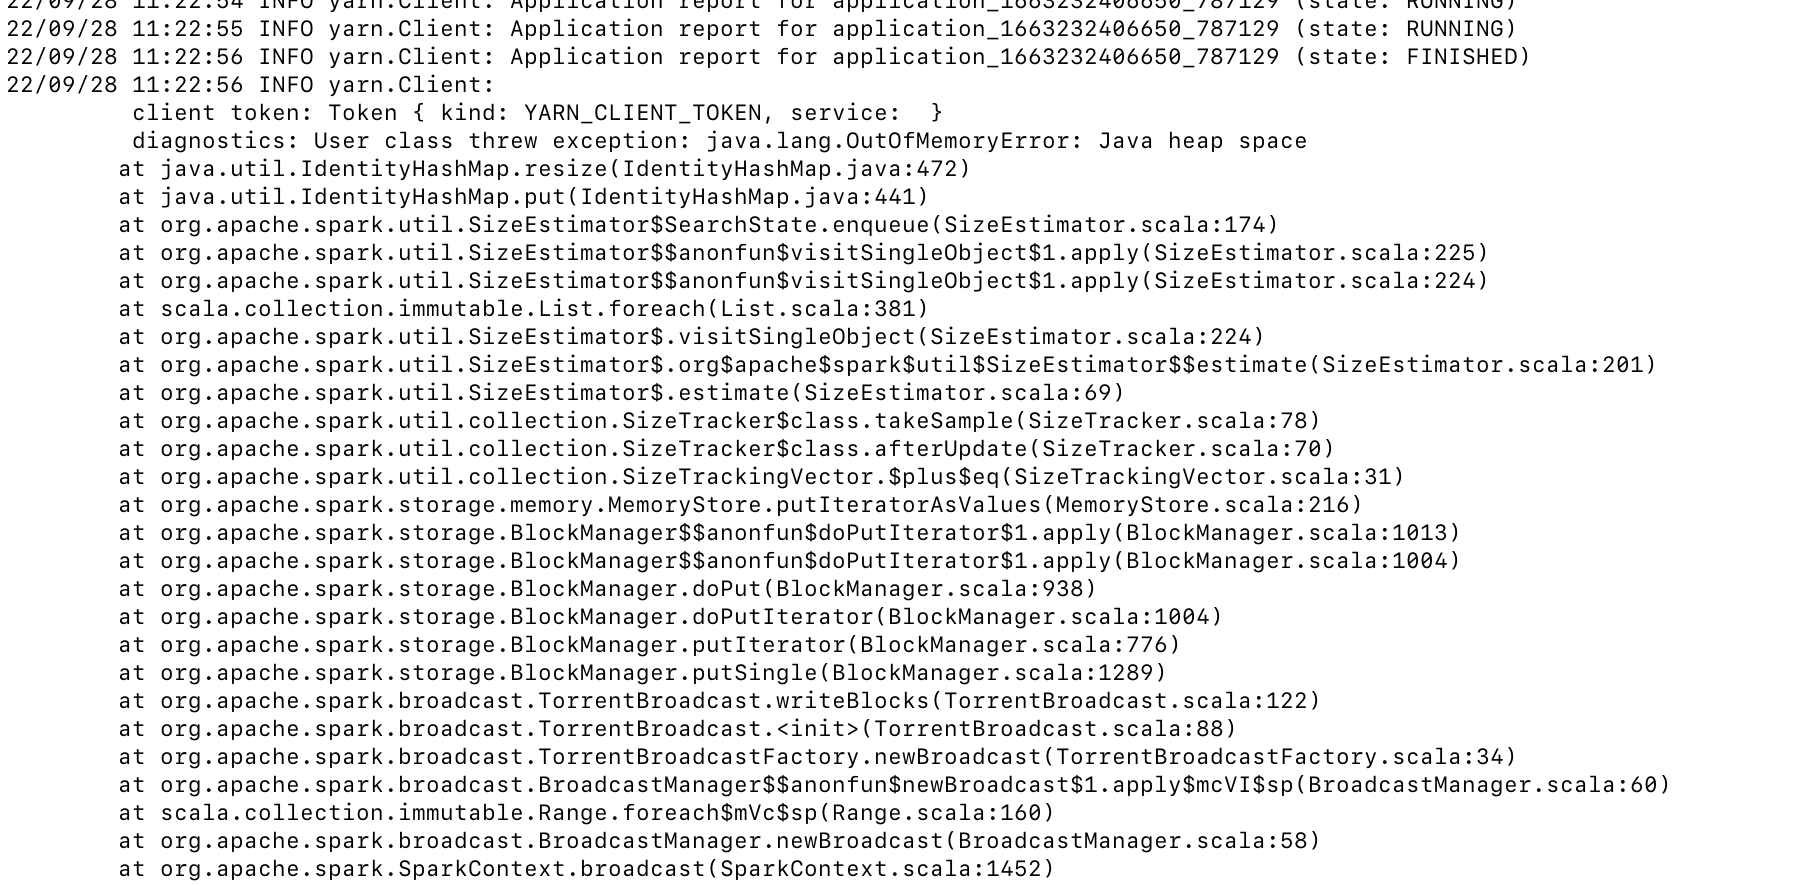 22/09/28 11:22:54 INFO yarn.Client: Application report for application_1663232406650_787129 (state: RUNNING)
22/09/28 11:22:55 INFO yarn.Client: Application report for application_1663232406650_787129 (state: RUNNING)
22/09/28 11:22:56 INFO yarn.Client: Application report for application_1663232406650_787129 (state: FINISHED)
22/09/28 11:22:56 INFO yarn.Client:
client token: Token { kind: YARN_CLIENT_TOKEN, service:  }
diagnostics: User class threw exception: java.lang.OutOfMemoryError: Java heap space
at java.util.IdentityHashMap.resize(IdentityHashMap.java:472)
at java.util.IdentityHashMap.put(IdentityHashMap.java:441)
at org.apache.spark.util.SizeEstimator$SearchState.enqueue(SizeEstimator.scala:174)
at org.apache.spark.util.SizeEstimator$$anonfun$visitSingleObject$1.apply(SizeEstimator.scala:225)
at org.apache.spark.util.SizeEstimator$$anonfun$visitSingleObject$1.apply(SizeEstimator.scala:224)
at scala.collection.immutable.List.foreach(List.scala:381)
at org.apache.spark.util.SizeEstimator$.visitSingleObject(SizeEstimator.scala:224)
at org.apache.spark.util.SizeEstimator$.org$apache$spark$util$SizeEstimator$$estimate(SizeEstimator.scala:201)
at org.apache.spark.util.SizeEstimator$.estimate(SizeEstimator.scala:69)
at org.apache.spark.util.collection.SizeTracker$class.takeSample(SizeTracker.scala:78)
at org.apache.spark.util.collection.SizeTracker$class.afterUpdate(SizeTracker.scala:70)
at org.apache.spark.util.collection.SizeTrackingVector.$plus$eq(SizeTrackingVector.scala:31)
at org.apache.spark.storage.memory.MemoryStore.putIteratorAsValues(MemoryStore.scala:216)
at org.apache.spark.storage.BlockManager$$anonfun$doPutIterator$1.apply(BlockManager.scala:1013)
at org.apache.spark.storage.BlockManager$$anonfun$doPutIterator$1.apply(BlockManager.scala:1004)
at org.apache.spark.storage.BlockManager.doPut(BlockManager.scala:938)
at org.apache.spark.storage.BlockManager.doPutIterator(BlockManager.scala:1004)
at org.apache.spark.storage.BlockManager.putIterator(BlockManager.scala:776)
at org.apache.spark.storage.BlockManager.putSingle(BlockManager.scala:1289)
at org.apache.spark.broadcast.TorrentBroadcast.writeBlocks(TorrentBroadcast.scala:122)
at org.apache.spark.broadcast.TorrentBroadcast.<init>(TorrentBroadcast.scala:88)
at org.apache.spark.broadcast.TorrentBroadcastFactory.newBroadcast(TorrentBroadcastFactory.scala:34)
at org.apache.spark.broadcast.BroadcastManager$$anonfun$newBroadcast$1.apply$mcVI$sp(BroadcastManager.scala:60)
at scala.collection.immutable.Range.foreach$mVc$sp(Range.scala:160)
at org.apache.spark.broadcast.BroadcastManager.newBroadcast(BroadcastManager.scala:58)
at org.apache.spark.SparkContext.broadcast(SparkContext.scala:1452)